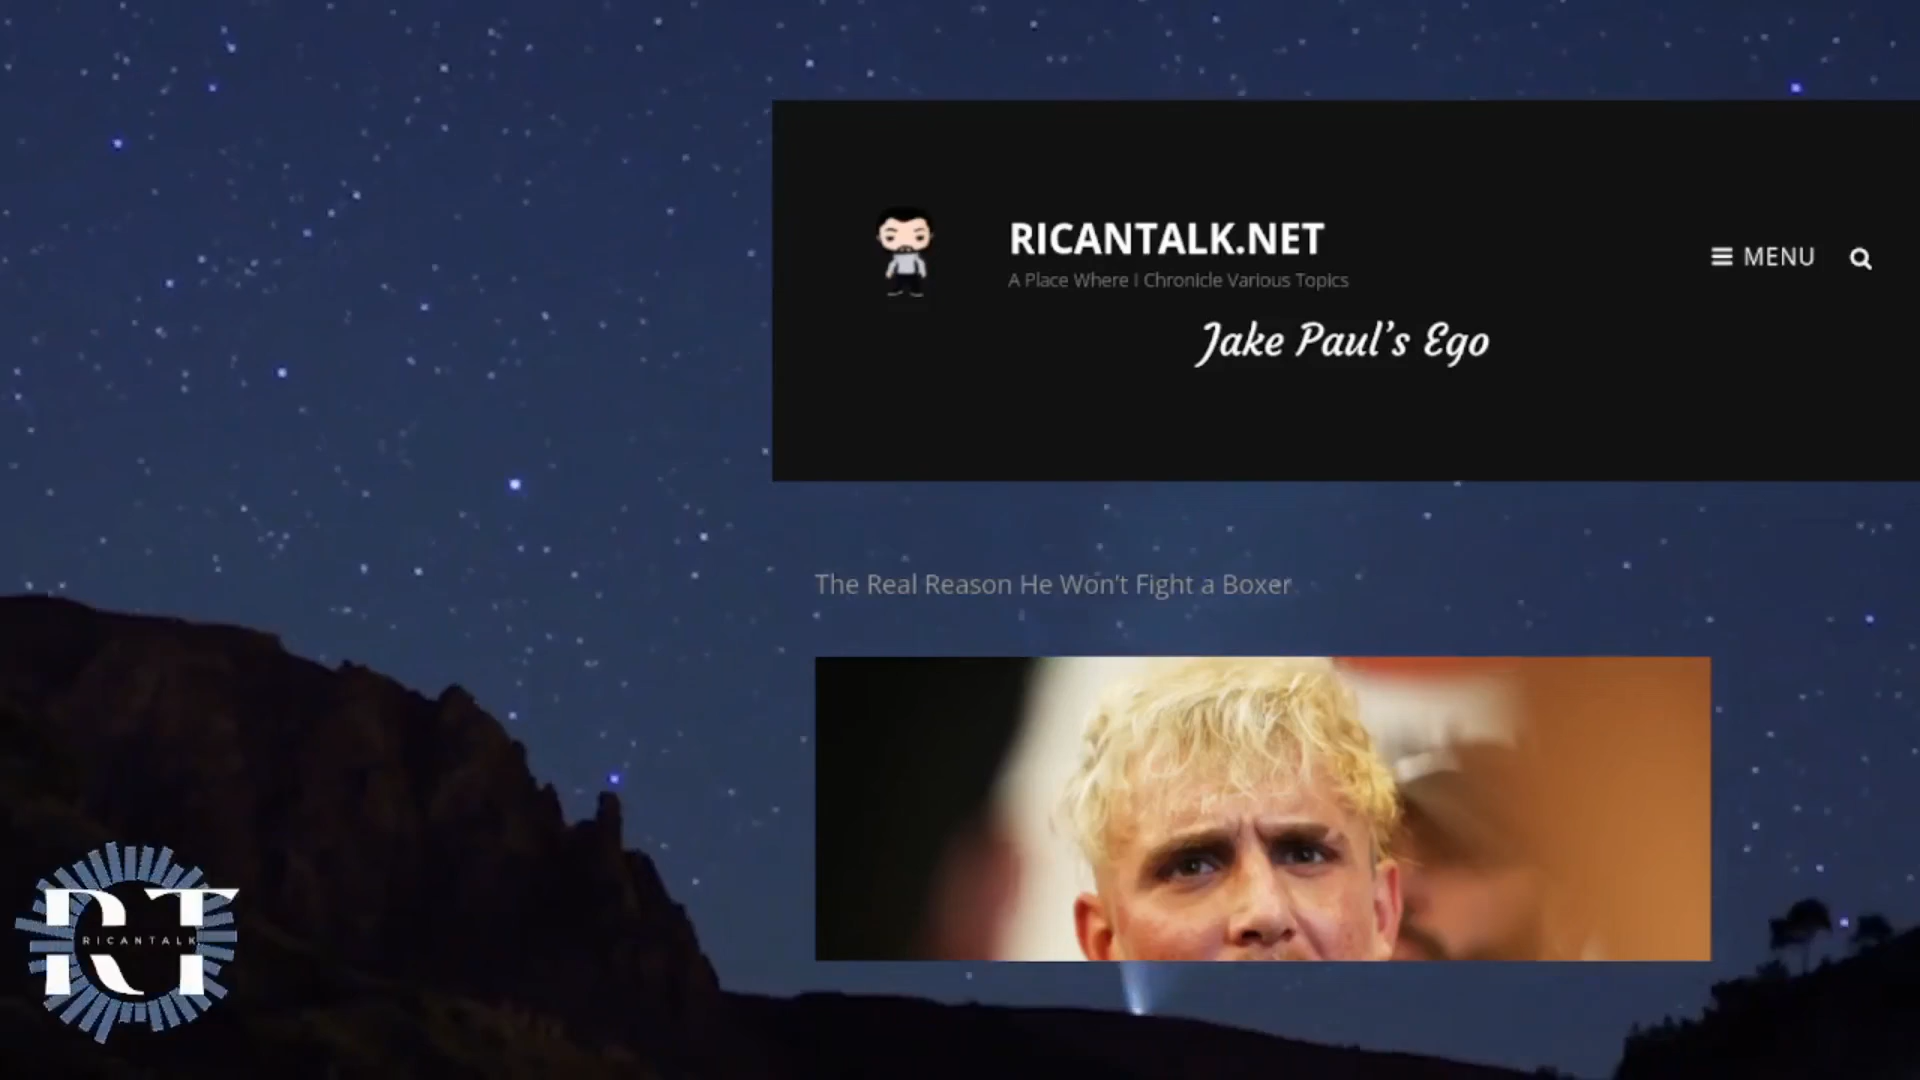 RICANTALK.NET
A Place Where I Chronicle Various Topics
MENU
Jake Paul's Ego
The Real Reason He Won't Fight a Boxer
RT
RICANTALK